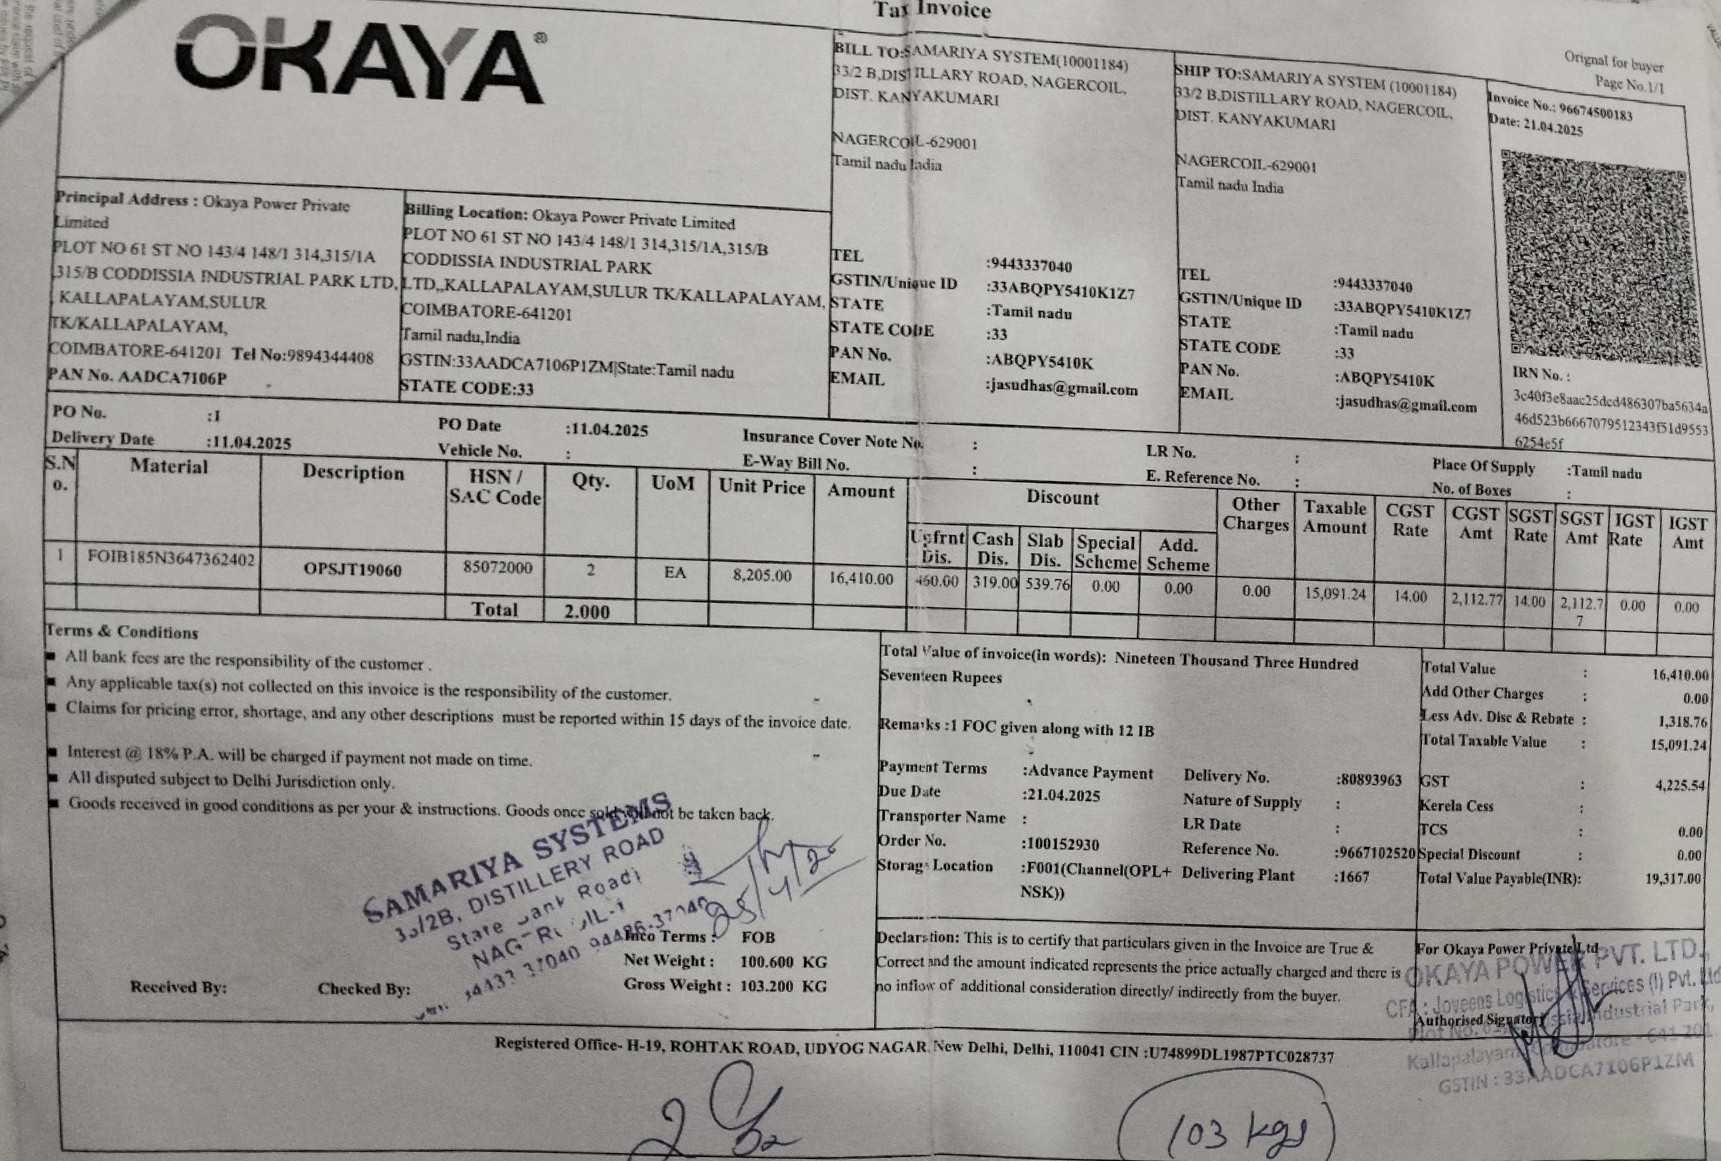 Tax Invoice
OKAYA®
Orignal for buyer
Page No.1/1
BILL TO:SAMARIYA SYSTEM(10001184)
33/2 B,DISTILLARY ROAD, NAGERCOIL,
DIST. KANYAKUMARI
NAGERCOIL-629001
Tamil nadu India
TEL :9443337040
GSTIN/Unique ID :33ABQPY5410K1Z7
STATE :Tamil nadu
STATE CODE :33
PAN No. :ABQPY5410K
EMAIL :jasudhas@gmail.com
SHIP TO:SAMARIYA SYSTEM (10001184)
33/2 B,DISTILLARY ROAD, NAGERCOIL,
DIST. KANYAKUMARI
NAGERCOIL-629001
Tamil nadu India
TEL :9443337040
GSTIN/Unique ID :33ABQPY5410K1Z7
STATE :Tamil nadu
STATE CODE :33
PAN No. :ABQPY5410K
EMAIL :jasudhas@gmail.com
Invoice No.: 96674500183
Date: 21.04.2025
IRN No. :
3c40f3e8aac25dcd486307ba5634a
46d523b6667079512343f51d9553
6254e5f
Principal Address : Okaya Power Private
Limited
PLOT NO 61 ST NO 143/4 148/1 314,315/1A
,315/B CODDISSIA INDUSTRIAL PARK LTD,
, KALLAPALAYAM,SULUR
TK/KALLAPALAYAM,
COIMBATORE-641201 Tel No:9894344408
PAN No. AADCA7106P
Billing Location: Okaya Power Private Limited
PLOT NO 61 ST NO 143/4 148/1 314,315/1A,315/B
CODDISSIA INDUSTRIAL PARK
LTD,,KALLAPALAYAM,SULUR TK/KALLAPALAYAM,
COIMBATORE-641201
Tamil nadu,India
GSTIN:33AADCA7106P1ZM|State:Tamil nadu
STATE CODE:33
PO No. :1 PO Date :11.04.2025 Insurance Cover Note No. : LR No. : Place Of Supply :Tamil nadu
Delivery Date :11.04.2025 Vehicle No. : E-Way Bill No. : E. Reference No. : No. of Boxes :
S.No. Material Description HSN / SAC Code Qty. UoM Unit Price Amount Discount Other Charges Taxable Amount CGST Rate CGST Amt SGST Rate SGST Amt IGST Rate IGST Amt
Upfrnt Dis. Cash Dis. Slab Dis. Special Scheme Add. Scheme
1 FOIB185N3647362402 OPSJT19060 85072000 2 EA 8,205.00 16,410.00 460.00 319.00 539.76 0.00 0.00 0.00 15,091.24 14.00 2,112.77 14.00 2,112.77 0.00 0.00
Total 2.000
Terms & Conditions
All bank fees are the responsibility of the customer .
Any applicable tax(s) not collected on this invoice is the responsibility of the customer.
Claims for pricing error, shortage, and any other descriptions must be reported within 15 days of the invoice date.
Interest @ 18% P.A. will be charged if payment not made on time.
All disputed subject to Delhi Jurisdiction only.
Goods received in good conditions as per your & instructions. Goods once sold will not be taken back.
SAMARIYA SYSTEMS
33/2B, DISTILLERY ROAD
State Bank Road
Inco Terms : FOB
Net Weight : 100.600 KG
Gross Weight : 103.200 KG
Received By: Checked By:
Total Value of invoice(in words): Nineteen Thousand Three Hundred
Seventeen Rupees
Remarks :1 FOC given along with 12 IB
Payment Terms :Advance Payment Delivery No. :80893963
Due Date :21.04.2025 Nature of Supply :
Transporter Name : LR Date :
Order No. :100152930 Reference No. :9667102520
Storage Location :F001(Channel(OPL+ NSK)) Delivering Plant :1667
Total Value : 16,410.00
Add Other Charges : 0.00
Less Adv. Disc & Rebate : 1,318.76
Total Taxable Value : 15,091.24
GST : 4,225.54
Kerela Cess :
TCS : 0.00
Special Discount : 0.00
Total Value Payable(INR): 19,317.00
Declarstion: This is to certify that particulars given in the Invoice are True &
Correct and the amount indicated represents the price actually charged and there is
no inflow of additional consideration directly/ indirectly from the buyer.
For Okaya Power Private Ltd
OKAYA POWER PVT. LTD.,
CFA : Joveens Logistics & Services (I) Pvt. Ltd
Authorised Signatory
GSTIN : 33AADCA7106P1ZM
Registered Office- H-19, ROHTAK ROAD, UDYOG NAGAR, New Delhi, Delhi, 110041 CIN :U74899DL1987PTC028737
103 kgs